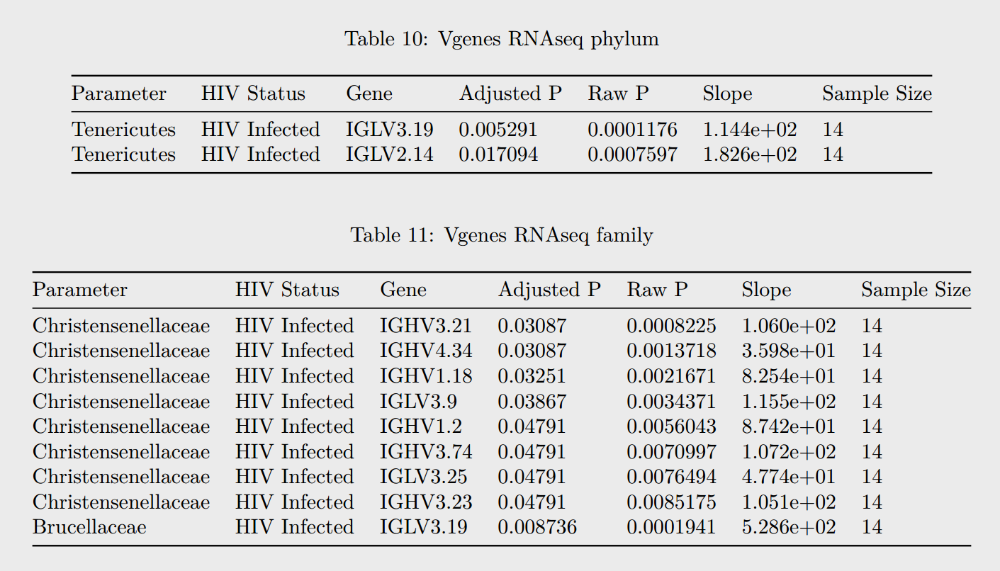 Table 10: Vgenes RNAseq phylum
Parameter HIV Status Gene Adjusted P Raw P Slope Sample Size
Tenericutes HIV Infected IGLV3.19 0.005291 0.0001176 1.144e+02 14
Tenericutes HIV Infected IGLV2.14 0.017094 0.0007597 1.826e+02 14
Table 11: Vgenes RNAseq family
Parameter HIV Status Gene Adjusted P Raw P Slope Sample Size
Christensenellaceae HIV Infected IGHV3.21 0.03087 0.0008225 1.060e+02 14
Christensenellaceae HIV Infected IGHV4.34 0.03087 0.0013718 3.598e+01 14
Christensenellaceae HIV Infected IGHV1.18 0.03251 0.0021671 8.254e+01 14
Christensenellaceae HIV Infected IGLV3.9 0.03867 0.0034371 1.155e+02 14
Christensenellaceae HIV Infected IGHV1.2 0.04791 0.0056043 8.742e+01 14
Christensenellaceae HIV Infected IGHV3.74 0.04791 0.0070997 1.072e+02 14
Christensenellaceae HIV Infected IGLV3.25 0.04791 0.0076494 4.774e+01 14
Christensenellaceae HIV Infected IGHV3.23 0.04791 0.0085175 1.051e+02 14
Brucellaceae HIV Infected IGLV3.19 0.008736 0.0001941 5.286e+02 14